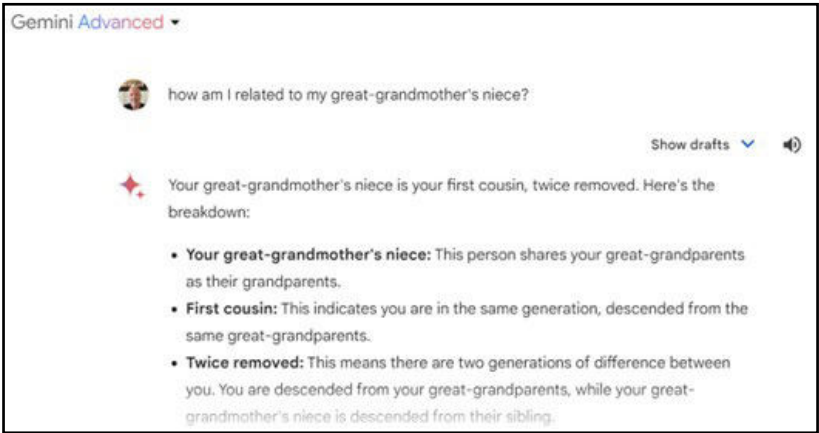 Gemini Advanced
how am I related to my great-grandmother's niece?
Show drafts
Your great-grandmother's niece is your first cousin, twice removed. Here's the
breakdown:
• Your great-grandmother's niece: This person shares your great-grandparents
as their grandparents.
• First cousin: This indicates you are in the same generation, descended from the
same great-grandparents.
• Twice removed: This means there are two generations of difference between
you. You are descended from your great-grandparents, while your great-
grandmother's niece is descended from their sibling.